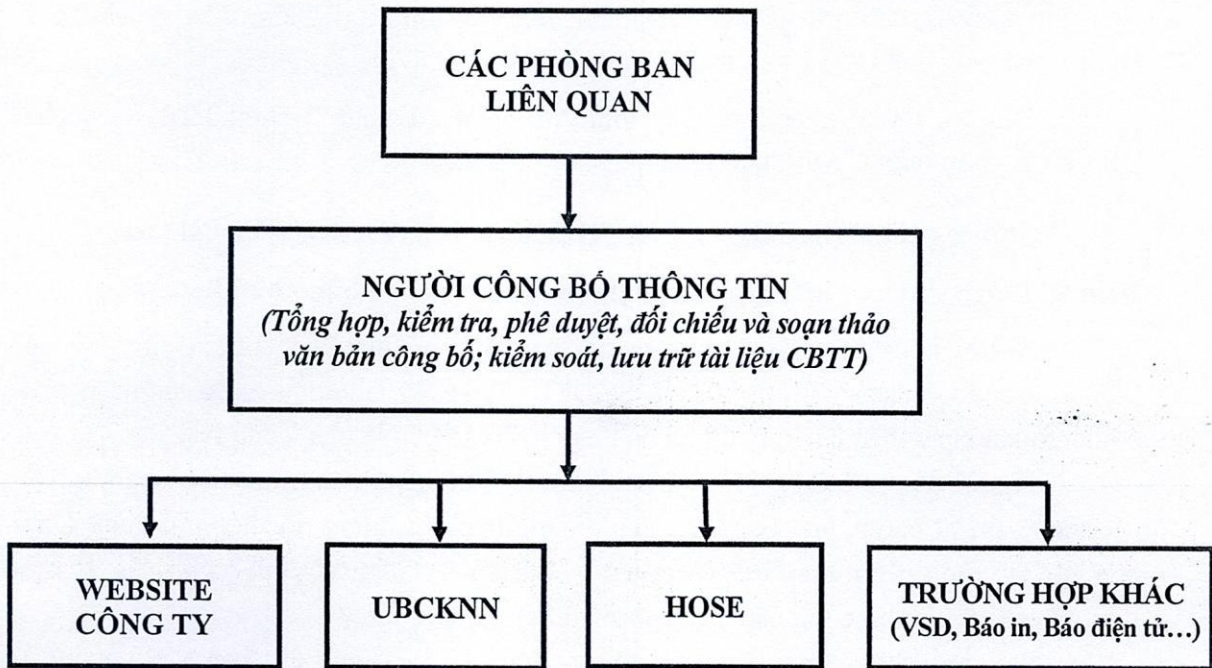 CÁC PHÒNG BAN
LIÊN QUAN
NGƯỜI CÔNG BỐ THÔNG TIN
(Tổng hợp, kiểm tra, phê duyệt, đối chiếu và soạn thảo
văn bản công bố; kiểm soát, lưu trữ tài liệu CBTT)
WEBSITE
CÔNG TY
UBCKNN
HOSE
TRƯỜNG HỢP KHÁC
(VSD, Báo in, Báo điện tử...)